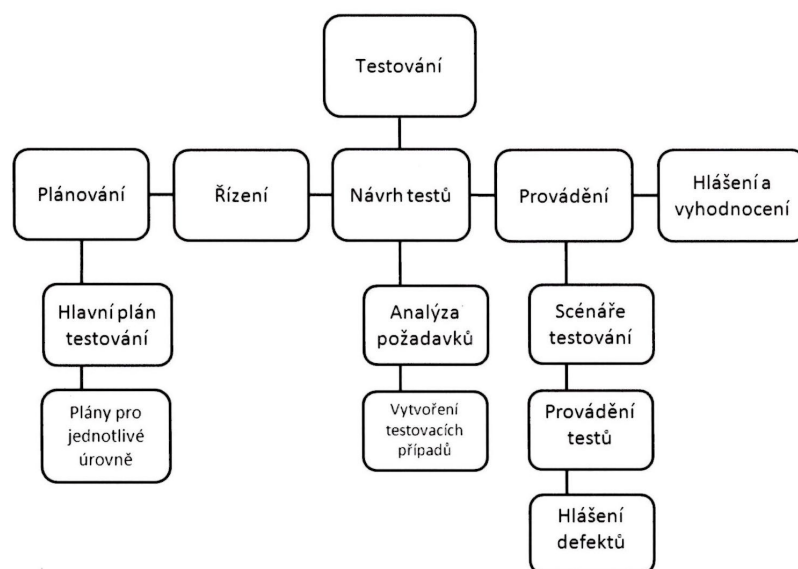 Testování
Plánování
Řízení
Návrh testů
Provádění
Hlášení a
vyhodnocení
Hlavní plán
testování
Analýza
požadavků
Scénáře
testování
Plány pro
jednotlivé
úrovně
Vytvoření
testovacích
případů
Provádění
testů
Hlášení
defektů